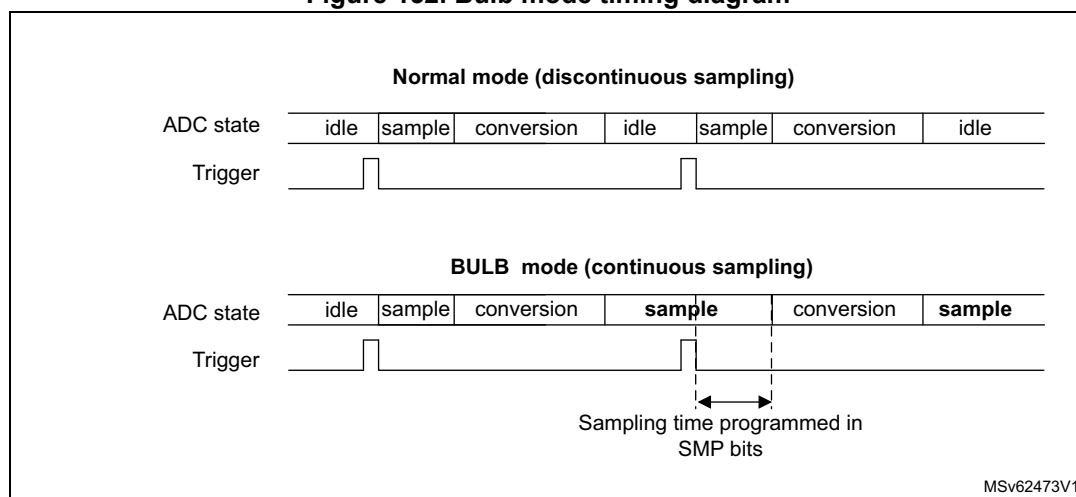 Normal mode (discontinuous sampling)
ADC state idle sample conversion idle sample conversion idle
Trigger
BULB mode (continuous sampling)
ADC state idle sample conversion sample conversion sample
Trigger
Sampling time programmed in
SMP bits
MSv62473V1